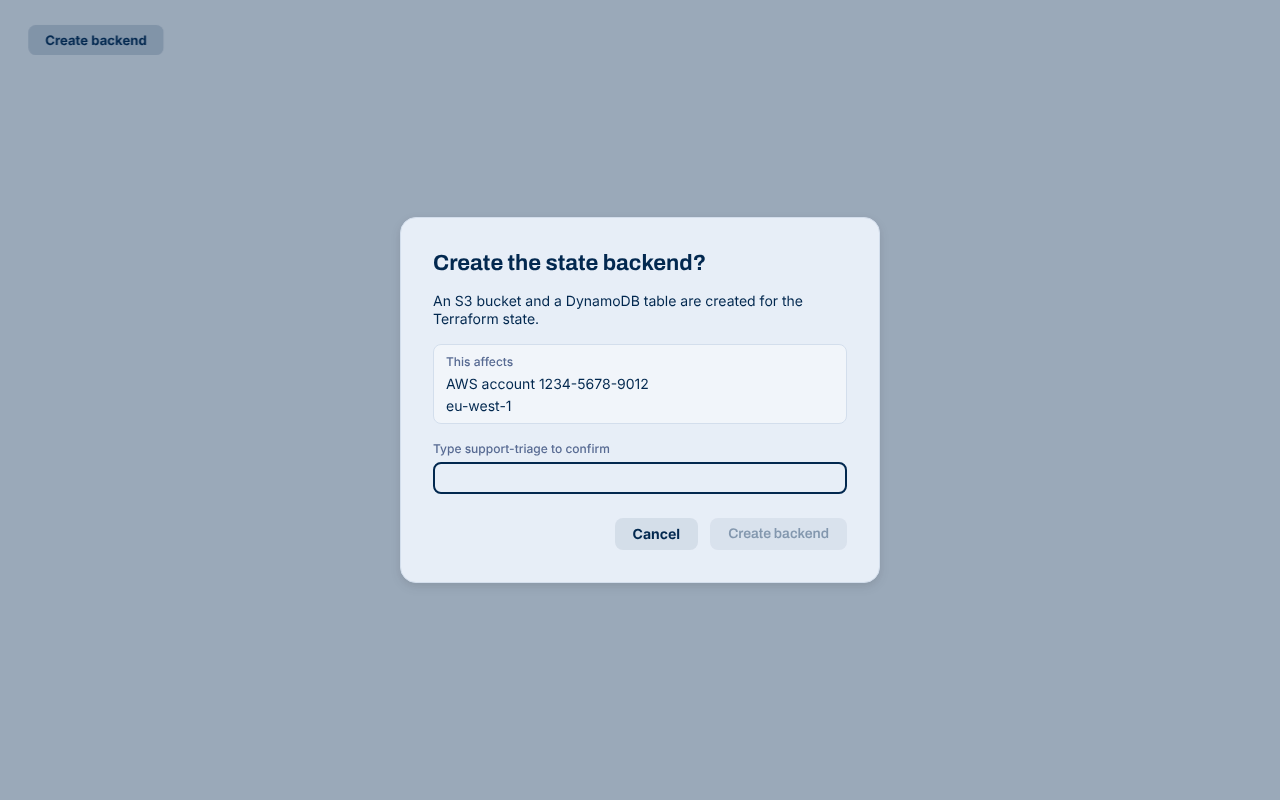 Create backend
Create the state backend?
An S3 bucket and a DynamoDB table are created for the
Terraform state.
This affects
AWS account 1234-5678-9012
eu-west-1
Type support-triage to confirm
Cancel
Create backend